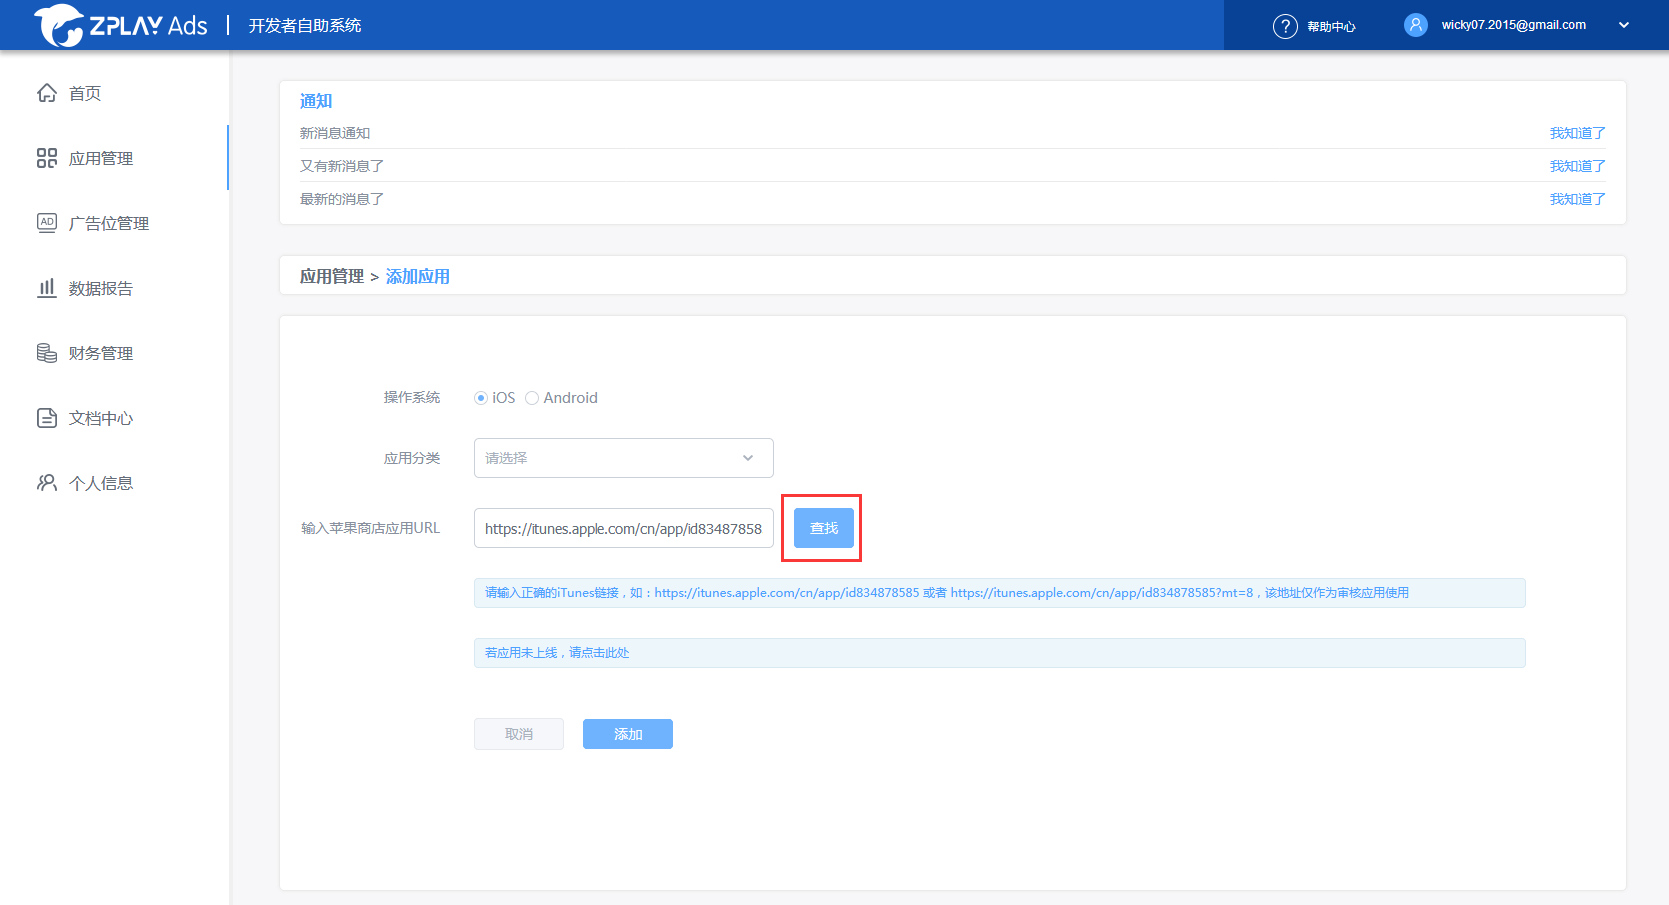 ZPLAY Ads | 开发者自助系统
? 帮助中心
wicky07.2015@gmail.com
首页
应用管理
AD 广告位管理
数据报告
财务管理
文档中心
个人信息
通知
新消息通知 我知道了
又有新消息了 我知道了
最新的消息了 我知道了
应用管理 > 添加应用
操作系统 iOS Android
应用分类 请选择
输入苹果商店应用URL https://itunes.apple.com/cn/app/id83487858 查找
请输入正确的iTunes链接，如：https://itunes.apple.com/cn/app/id834878585 或者 https://itunes.apple.com/cn/app/id834878585?mt=8，该地址仅作为审核应用使用
若应用未上线，请点击此处
取消 添加